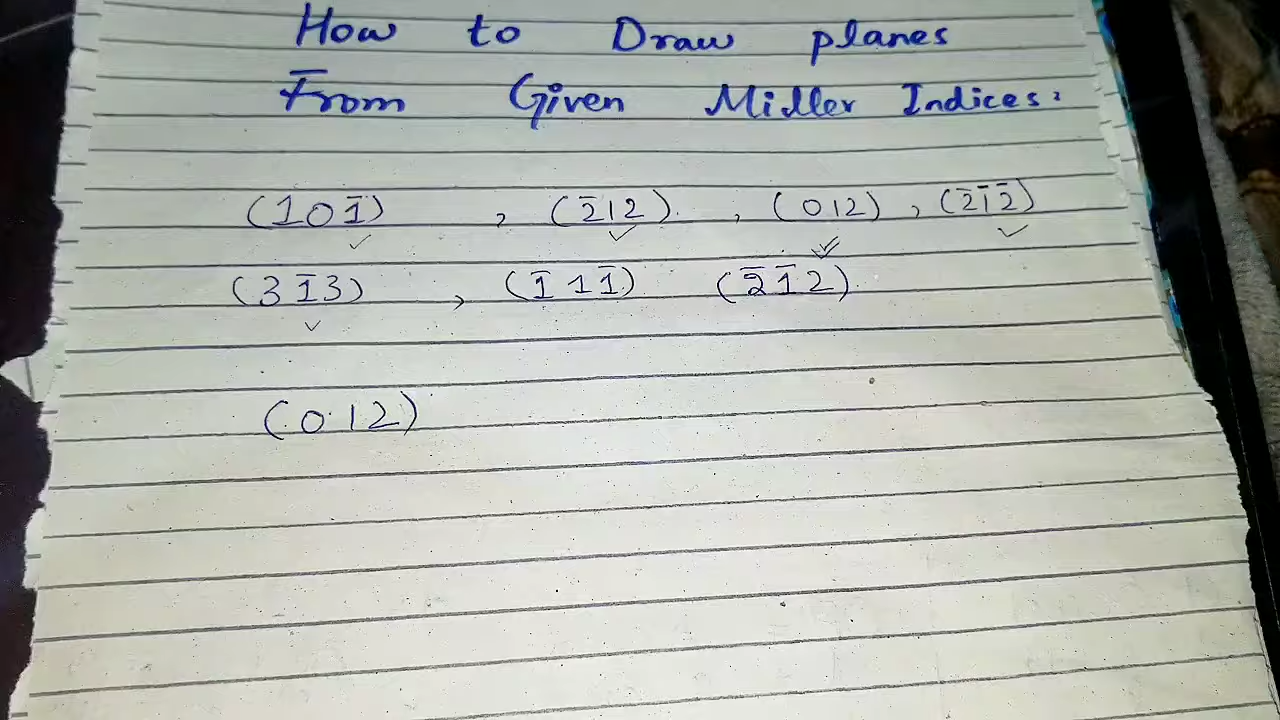 How to Draw planes
From Given Miller Indices:
(1 0 1̅) , (2̅ 1 2) , (0 1 2) , (2̅ 1̅ 2̅)
(3 1̅ 3) , (1̅ 1 1̅) (2̅ 1̅ 2)
(0 1 2)